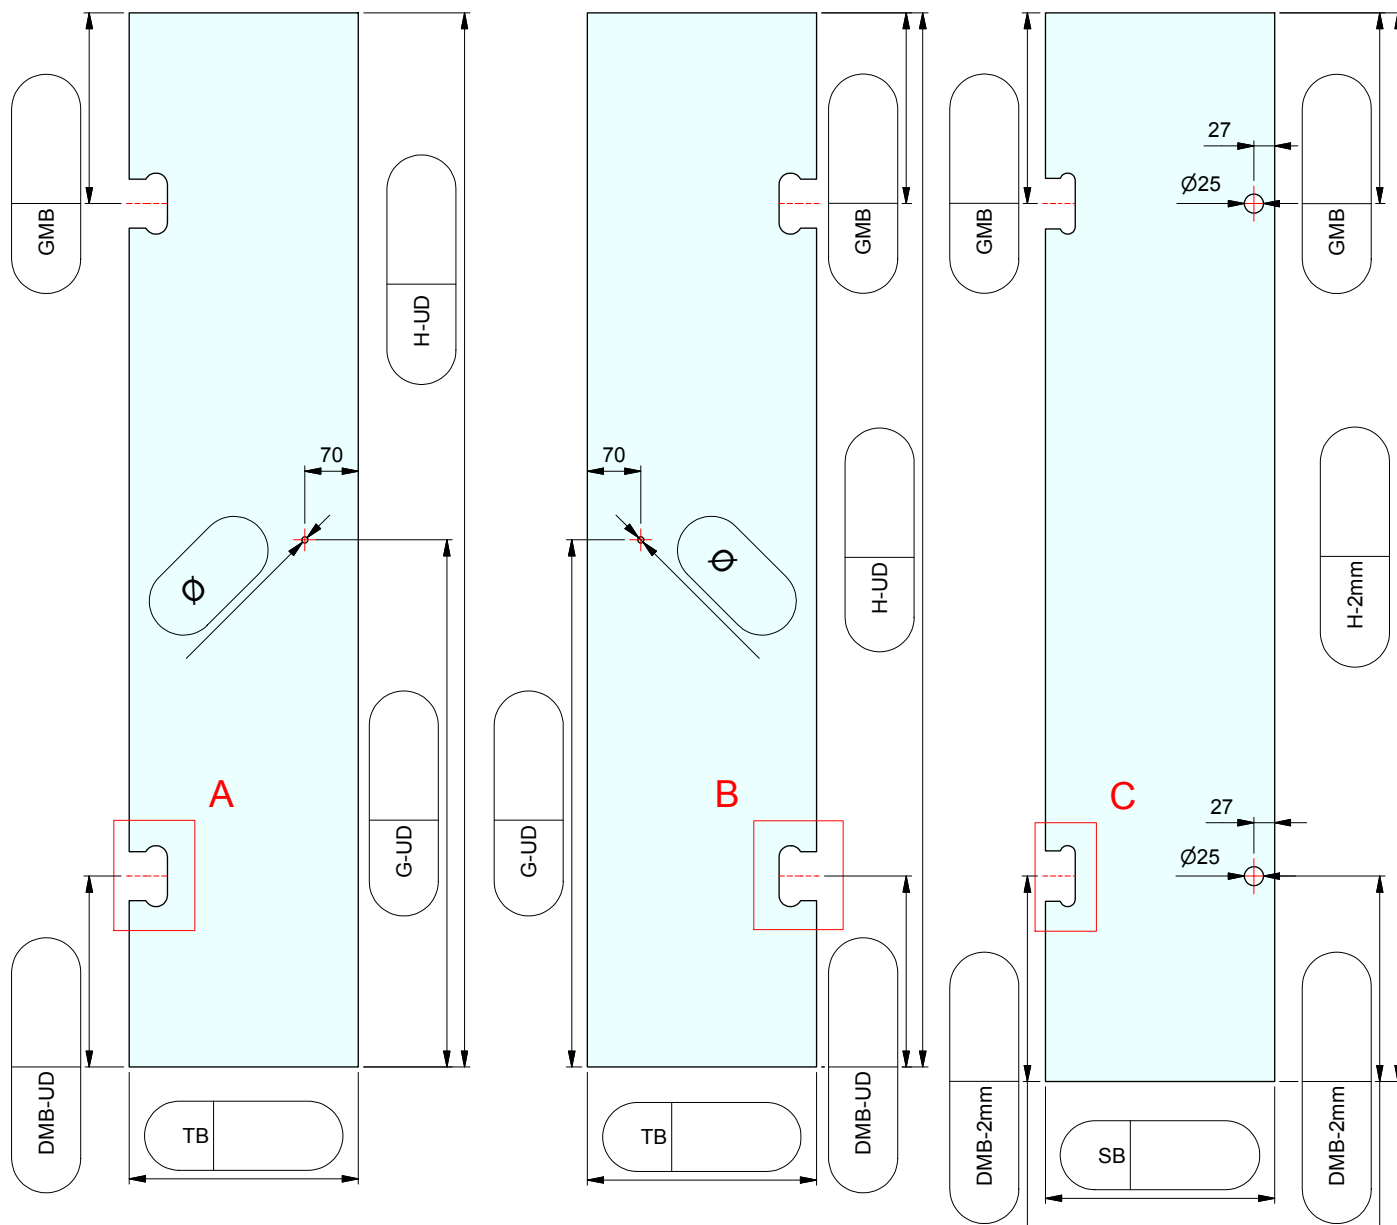 GMB
H-UD
70
Ø
G-UD
A
DMB-UD
TB
GMB
H-UD
70
Ø
G-UD
B
DMB-UD
TB
GMB
27
Ø25
GMB
H-2mm
C
27
Ø25
DMB-2mm
SB
DMB-2mm